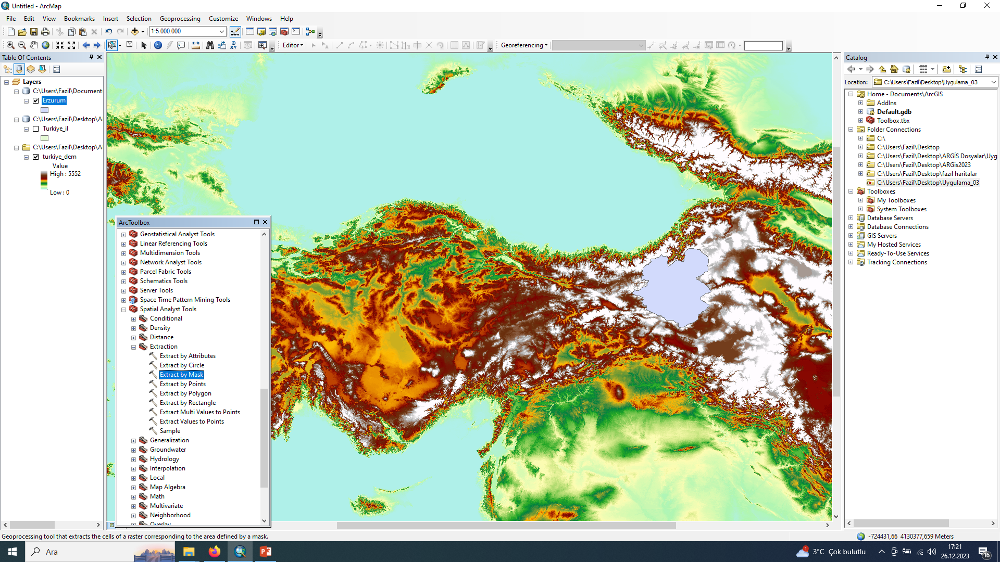 Untitled - ArcMap
File Edit View Bookmarks Insert Selection Geoprocessing Customize Windows Help
1:5.000.000
Editor
Georeferencing
Table Of Contents
Layers
C:\Users\Fazil\Document
Erzurum
C:\Users\Fazil\Desktop\A
Turkiye_il
C:\Users\Fazil\Desktop\A
turkiye_dem
Value
High : 5552
Low : 0
ArcToolbox
Geostatistical Analyst Tools
Linear Referencing Tools
Multidimension Tools
Network Analyst Tools
Parcel Fabric Tools
Schematics Tools
Server Tools
Space Time Pattern Mining Tools
Spatial Analyst Tools
Conditional
Density
Distance
Extraction
Extract by Attributes
Extract by Circle
Extract by Mask
Extract by Points
Extract by Polygon
Extract by Rectangle
Extract Multi Values to Points
Extract Values to Points
Sample
Generalization
Groundwater
Hydrology
Interpolation
Local
Map Algebra
Math
Multivariate
Neighborhood
Overlay
Catalog
Location: C:\Users\Fazil\Desktop\Uygulama_03
Home - Documents\ArcGIS
AddIns
Default.gdb
Toolbox.tbx
Folder Connections
C:\
C:\Users\Fazil\Desktop
C:\Users\Fazil\Desktop\ARGİS Dosyalar\Uyg
C:\Users\Fazil\Desktop\ARGis2023
C:\Users\Fazil\Desktop\fazıl haritalar
C:\Users\Fazil\Desktop\Uygulama_03
Toolboxes
My Toolboxes
System Toolboxes
Database Servers
Database Connections
GIS Servers
My Hosted Services
Ready-To-Use Services
Tracking Connections
Geoprocessing tool that extracts the cells of a raster corresponding to the area defined by a mask.
-724431,66 4130377,659 Meters
Ara
1
3°C Çok bulutlu
17:21
26.12.2023
16